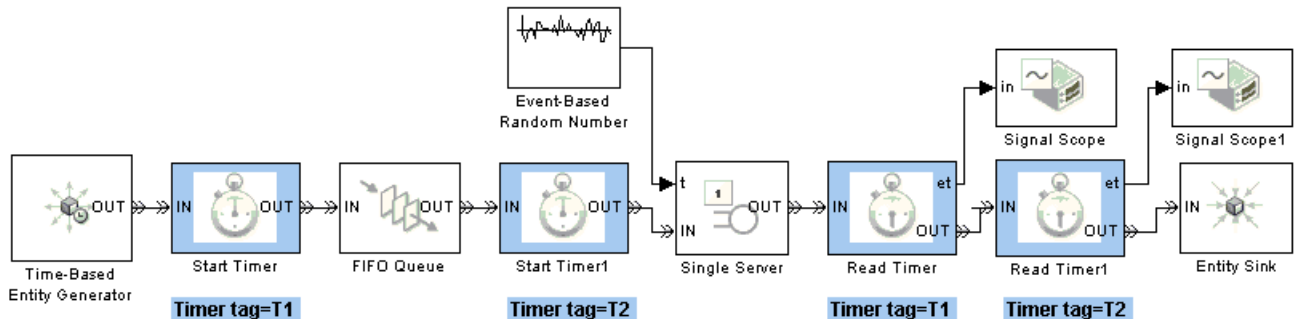 Event-Based
Random Number
t
in
Signal Scope
in
Signal Scope1
OUT
Time-Based
Entity Generator
IN
OUT
Start Timer
Timer tag=T1
IN
OUT
FIFO Queue
IN
OUT
Start Timer1
Timer tag=T2
IN
1
OUT
Single Server
IN
et
OUT
Read Timer
Timer tag=T1
IN
et
OUT
Read Timer1
Timer tag=T2
IN
Entity Sink